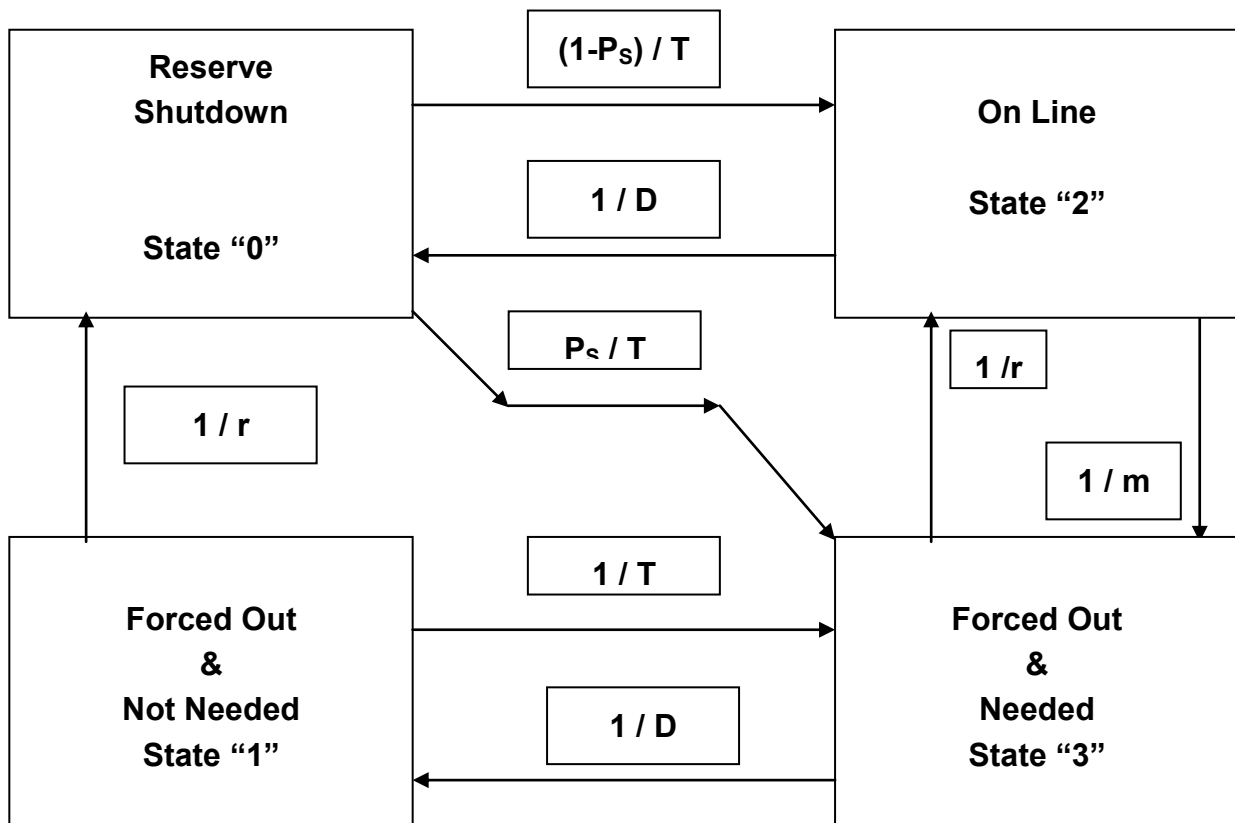 Reserve
Shutdown
State “0”
(1-PS) / T
On Line
State “2”
1 / D
PS / T
1 / r
1 /r
1 / m
1 / T
Forced Out
&
Not Needed
State “1”
1 / D
Forced Out
&
Needed
State “3”